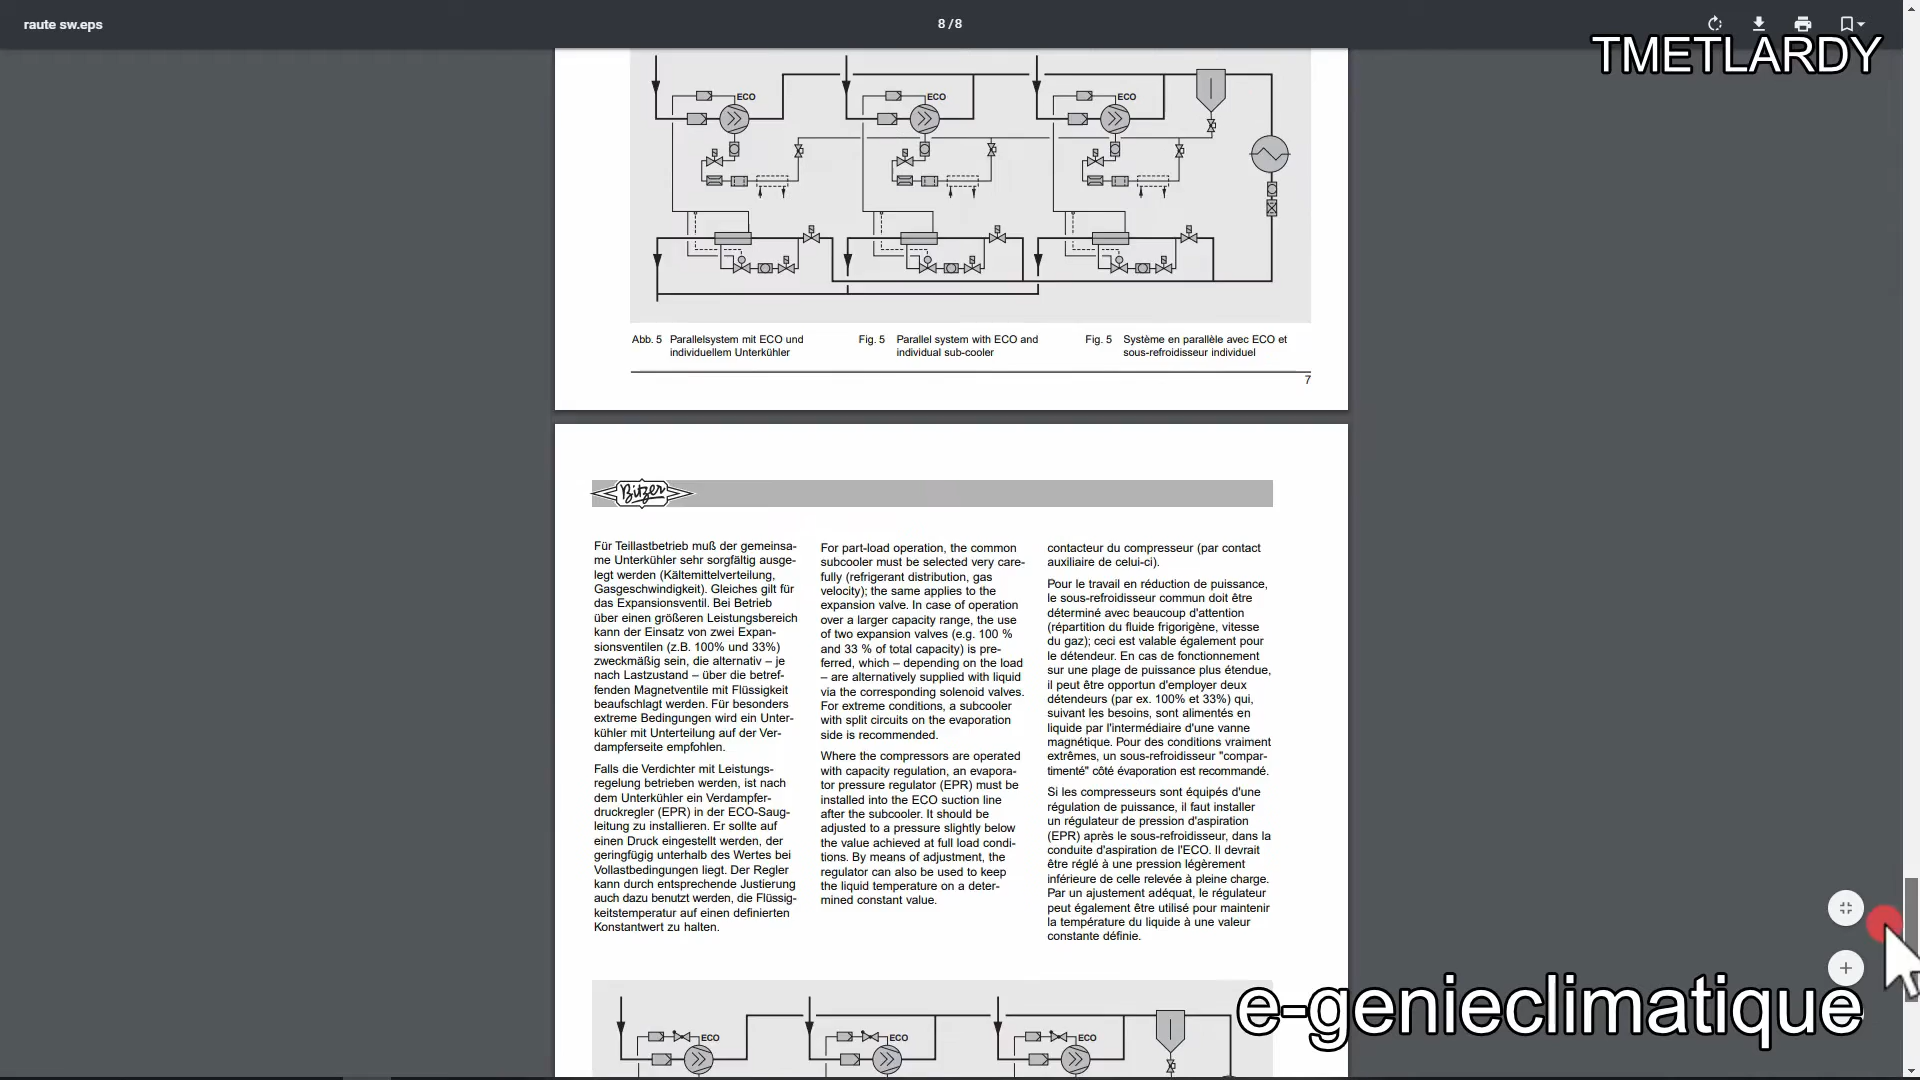 raute sw.eps
8 / 8
TMETLARDY
ECO
ECO
ECO
Abb. 5 Parallelsystem mit ECO und
individuellem Unterkühler
Fig. 5 Parallel system with ECO and
individual sub-cooler
Fig. 5 Système en parallèle avec ECO et
sous-refroidisseur individuel
7
Bitzer
Für Teillastbetrieb muß der gemeinsa-
me Unterkühler sehr sorgfältig ausge-
legt werden (Kältemittelverteilung,
Gasgeschwindigkeit). Gleiches gilt für
das Expansionsventil. Bei Betrieb
über einen größeren Leistungsbereich
kann der Einsatz von zwei Expan-
sionsventilen (z.B. 100% und 33%)
zweckmäßig sein, die alternativ – je
nach Lastzustand – über die betref-
fenden Magnetventile mit Flüssigkeit
beaufschlagt werden. Für besonders
extreme Bedingungen wird ein Unter-
kühler mit Unterteilung auf der Ver-
dampferseite empfohlen.
Falls die Verdichter mit Leistungs-
regelung betrieben werden, ist nach
dem Unterkühler ein Verdampfer-
druckregler (EPR) in der ECO-Saug-
leitung zu installieren. Er sollte auf
einen Druck eingestellt werden, der
geringfügig unterhalb des Wertes bei
Vollastbedingungen liegt. Der Regler
kann durch entsprechende Justierung
auch dazu benutzt werden, die Flüssig-
keitstemperatur auf einen definierten
Konstantwert zu halten.
For part-load operation, the common
subcooler must be selected very care-
fully (refrigerant distribution, gas
velocity); the same applies to the
expansion valve. In case of operation
over a larger capacity range, the use
of two expansion valves (e.g. 100 %
and 33 % of total capacity) is pre-
ferred, which – depending on the load
– are alternatively supplied with liquid
via the corresponding solenoid valves.
For extreme conditions, a subcooler
with split circuits on the evaporation
side is recommended.
Where the compressors are operated
with capacity regulation, an evapora-
tor pressure regulator (EPR) must be
installed into the ECO suction line
after the subcooler. It should be
adjusted to a pressure slightly below
the value achieved at full load condi-
tions. By means of adjustment, the
regulator can also be used to keep
the liquid temperature on a deter-
mined constant value.
contacteur du compresseur (par contact
auxiliaire de celui-ci).
Pour le travail en réduction de puissance,
le sous-refroidisseur commun doit être
déterminé avec beaucoup d'attention
(répartition du fluide frigorigène, vitesse
du gaz); ceci est valable également pour
le détendeur. En cas de fonctionnement
sur une plage de puissance plus étendue,
il peut être opportun d'employer deux
détendeurs (par ex. 100% et 33%) qui,
suivant les besoins, sont alimentés en
liquide par l'intermédiaire d'une vanne
magnétique. Pour des conditions vraiment
extrêmes, un sous-refroidisseur "compar-
timenté" côté évaporation est recommandé.
Si les compresseurs sont équipés d'une
régulation de puissance, il faut installer
un régulateur de pression d'aspiration
(EPR) après le sous-refroidisseur, dans la
conduite d'aspiration de l'ECO. Il devrait
être réglé à une pression légèrement
inférieure de celle relevée à pleine charge.
Par un ajustement adéquat, le régulateur
peut également être utilisé pour maintenir
la température du liquide à une valeur
constante définie.
ECO
ECO
ECO
e-genieclimatique